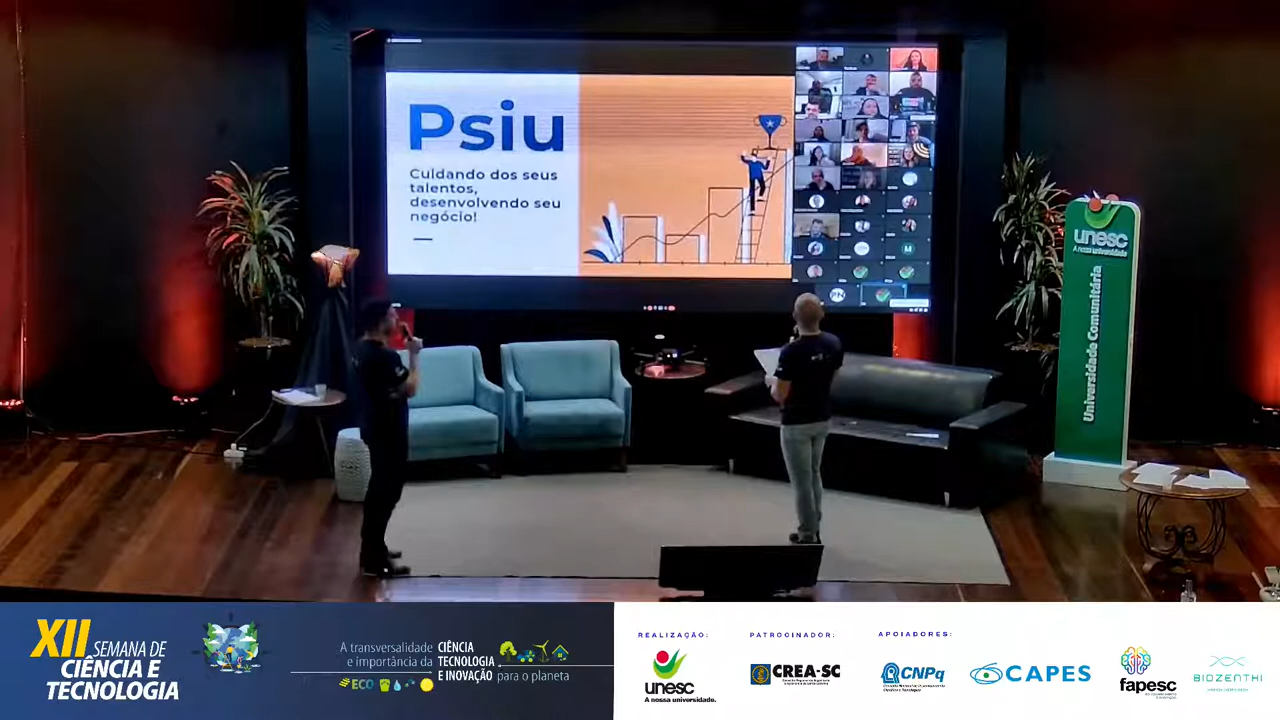 Psiu
Cuidando dos seus
talentos,
desenvolvendo seu
negócio!
PN
M
unesc
A nossa universidade
Universidade Comunitária
XII SEMANA DE
CIÊNCIA E
TECNOLOGIA
A transversalidade
e importância da
CIÊNCIA
TECNOLOGIA
E INOVAÇÃO
para o planeta
ECO
REALIZAÇÃO:
unesc
A nossa universidade.
PATROCINADOR:
CREA-SC
APOIADORES:
CNPq
CAPES
fapesc
BIOZENTHI